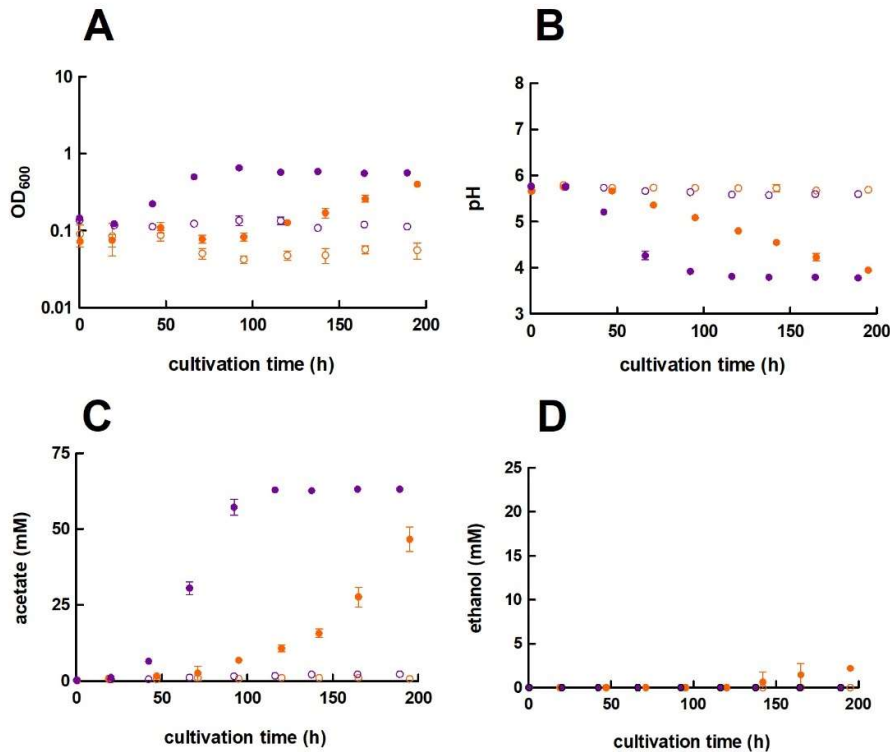 A
10
1
0.1
0.01
OD600
0 50 100 150 200
cultivation time (h)
B
8
7
6
5
4
3
pH
0 50 100 150 200
cultivation time (h)
C
75
50
25
0
acetate (mM)
0 50 100 150 200
cultivation time (h)
D
25
20
15
10
5
0
ethanol (mM)
0 50 100 150 200
cultivation time (h)